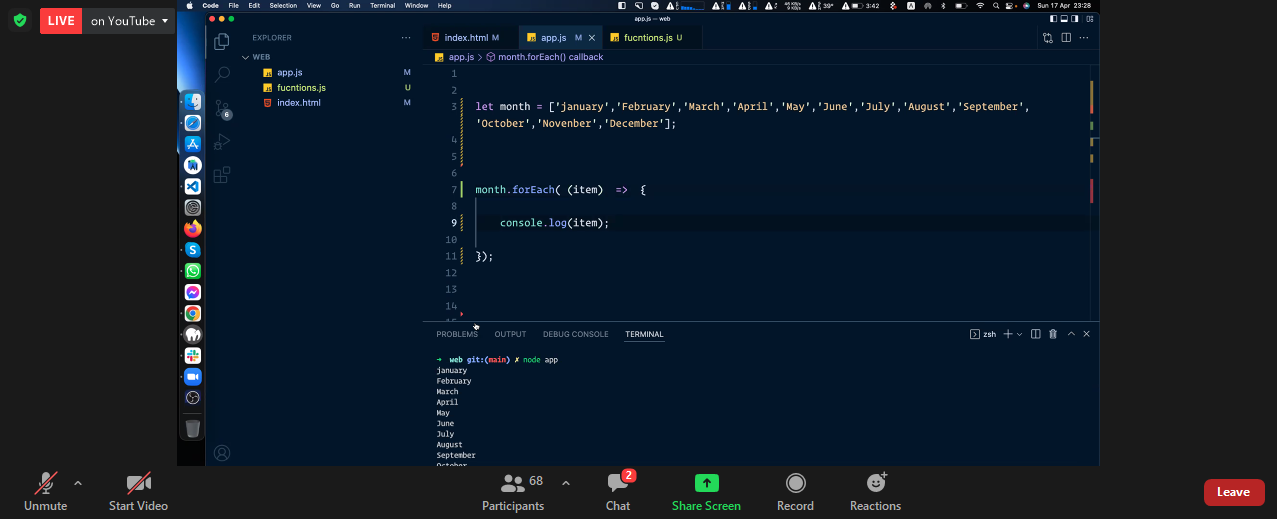 LIVE on YouTube
Code File Edit Selection View Go Run Terminal Window Help
3:42 Sun 17 Apr 23:28
app.js — web
EXPLORER
WEB
app.js M
fucntions.js U
index.html M
6
index.html M app.js M fucntions.js U
app.js > month.forEach() callback
1
2
3 let month = ['january','February','March','April','May','June','July','August','September',
'October','Novenber','December'];
4
5
6
7 month.forEach( (item) => {
8
9 console.log(item);
10
11 });
12
13
14
PROBLEMS OUTPUT DEBUG CONSOLE TERMINAL zsh
→ web git:(main) ✗ node app
january
February
March
April
May
June
July
August
September
October
Unmute
Start Video
68
Participants
2
Chat
Share Screen
Record
Reactions
Leave